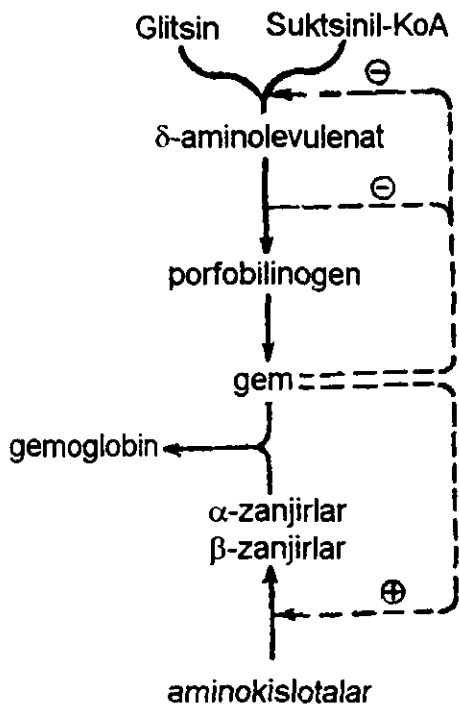 Glitsin Suktsinil-KoA
⊖
δ-aminolevulenat
⊖
porfobilinogen
gem
gemoglobin
α-zanjirlar
β-zanjirlar
⊕
aminokislotalar